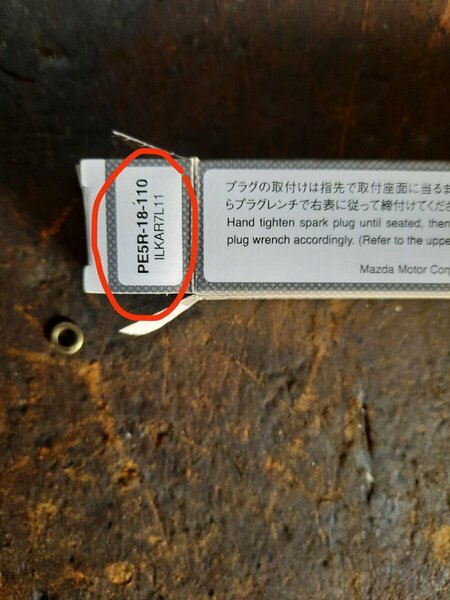 PE5R-18-110
ILKAR7L11
プラグの取付けは指先で取付座面に当るま
らプラグレンチで右表に従って締付けてくださ
Hand tighten spark plug until seated, then
plug wrench accordingly. (Refer to the uppe
Mazda Motor Corp